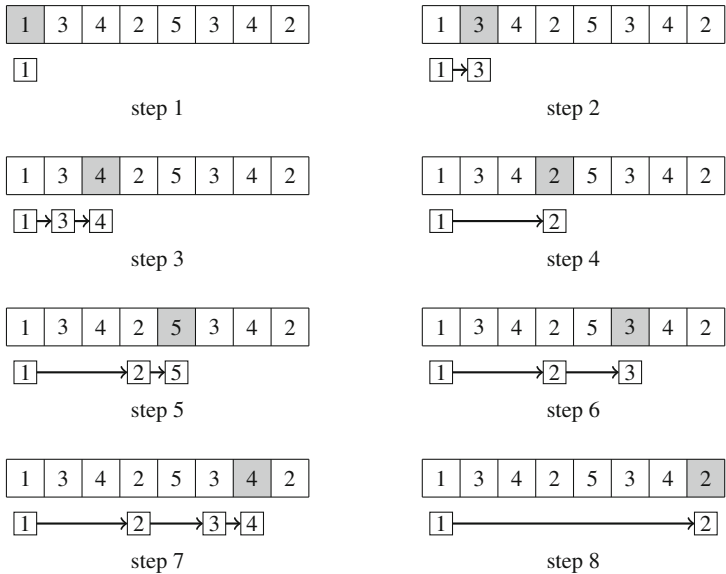 1 3 4 2 5 3 4 2
1
step 1
1 3 4 2 5 3 4 2
1 3
step 2
1 3 4 2 5 3 4 2
1 3 4
step 3
1 3 4 2 5 3 4 2
1 2
step 4
1 3 4 2 5 3 4 2
1 2 5
step 5
1 3 4 2 5 3 4 2
1 2 3
step 6
1 3 4 2 5 3 4 2
1 2 3 4
step 7
1 3 4 2 5 3 4 2
1 2
step 8